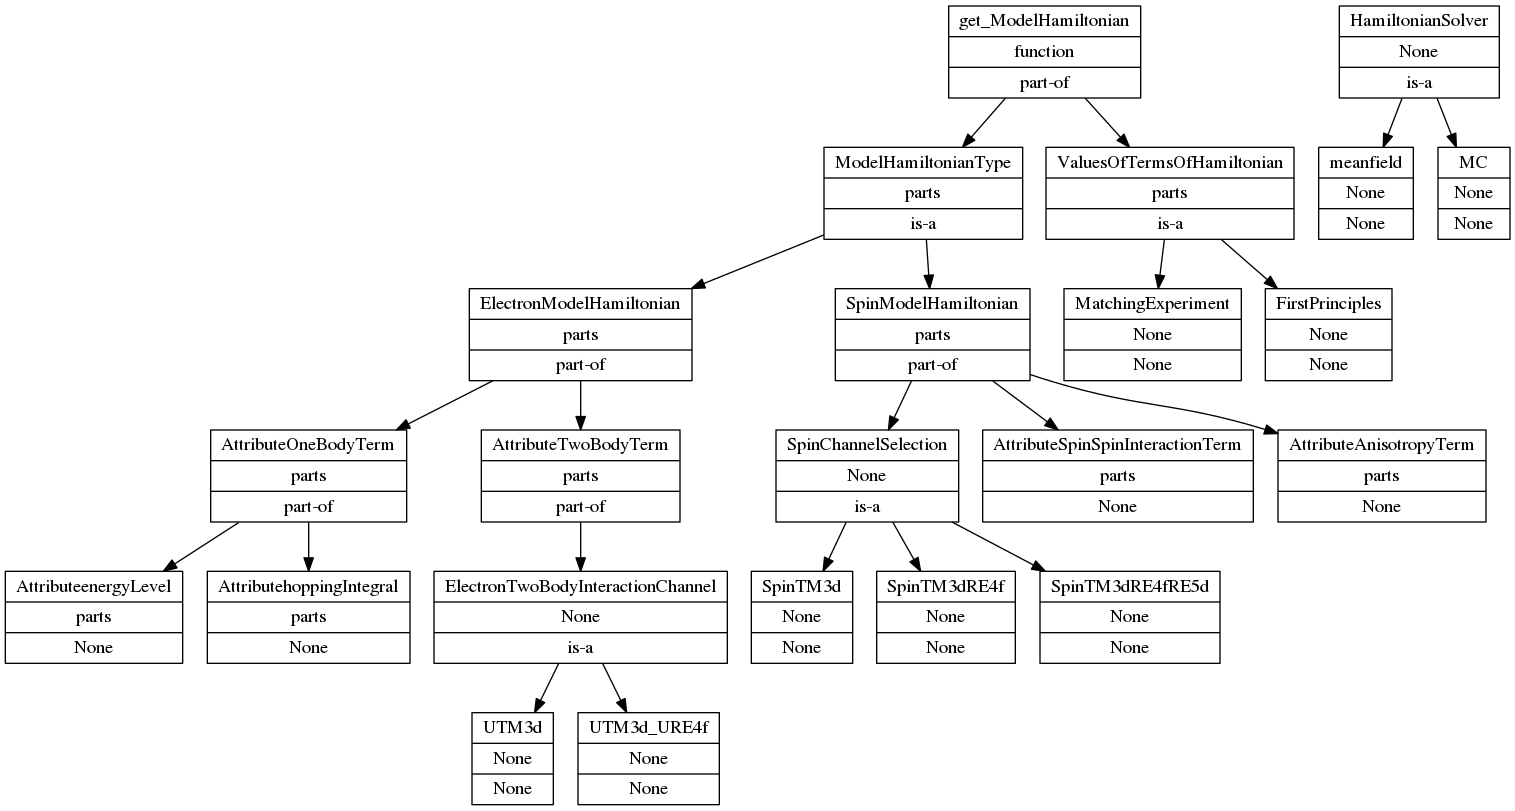 get_ModelHamiltonian
function
part-of
HamiltonianSolver
None
is-a
ModelHamiltonianType
parts
is-a
ValuesOfTermsOfHamiltonian
parts
is-a
meanfield
None
None
MC
None
None
ElectronModelHamiltonian
parts
part-of
SpinModelHamiltonian
parts
part-of
MatchingExperiment
None
None
FirstPrinciples
None
None
AttributeOneBodyTerm
parts
part-of
AttributeTwoBodyTerm
parts
part-of
SpinChannelSelection
None
is-a
AttributeSpinSpinInteractionTerm
parts
None
AttributeAnisotropyTerm
parts
None
AttributeenergyLevel
parts
None
AttributehoppingIntegral
parts
None
ElectronTwoBodyInteractionChannel
None
is-a
SpinTM3d
None
None
SpinTM3dRE4f
None
None
SpinTM3dRE4fRE5d
None
None
UTM3d
None
None
UTM3d_URE4f
None
None